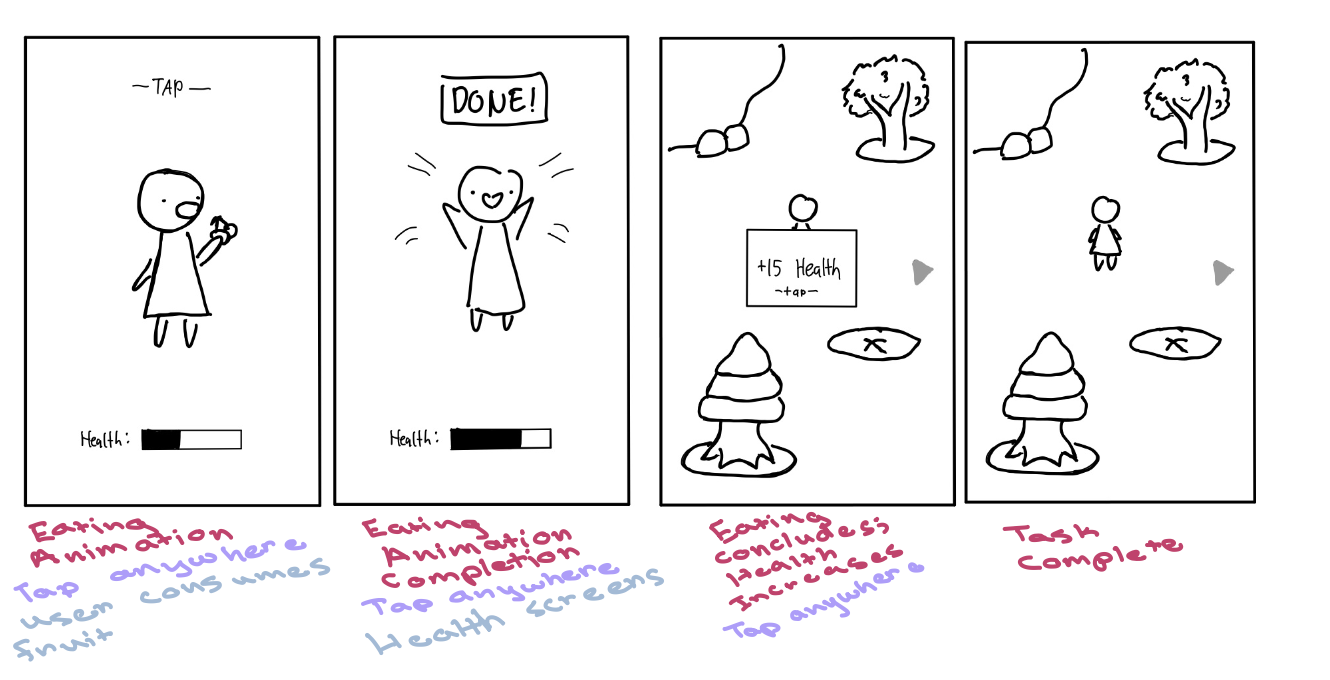 -TAP-
Health:
Eating
Animation
Tap anywhere
user consumes
fruit
DONE!
Health:
Eating
Animation
Completion
Tap anywhere
Health screens
+15 Health
-tap-
Eating
concludes;
Health
Increases
Tap anywhere
Task
Complete